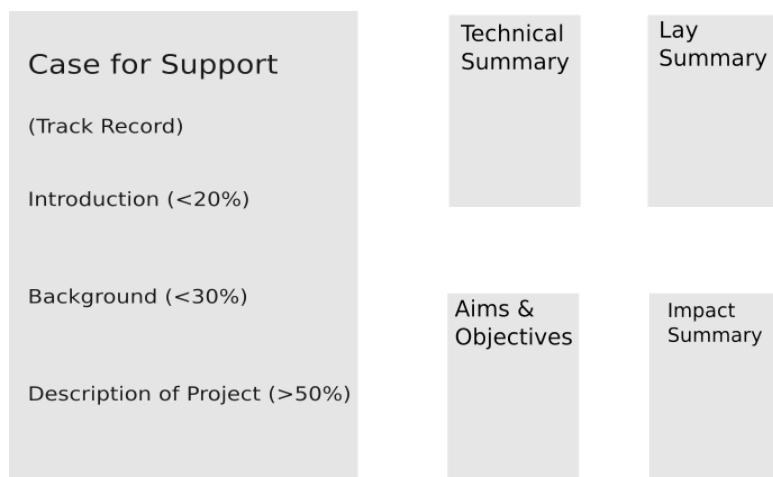 Case for Support
(Track Record)
Introduction (<20%)
Background (<30%)
Description of Project (>50%)
Technical
Summary
Lay
Summary
Aims &
Objectives
Impact
Summary